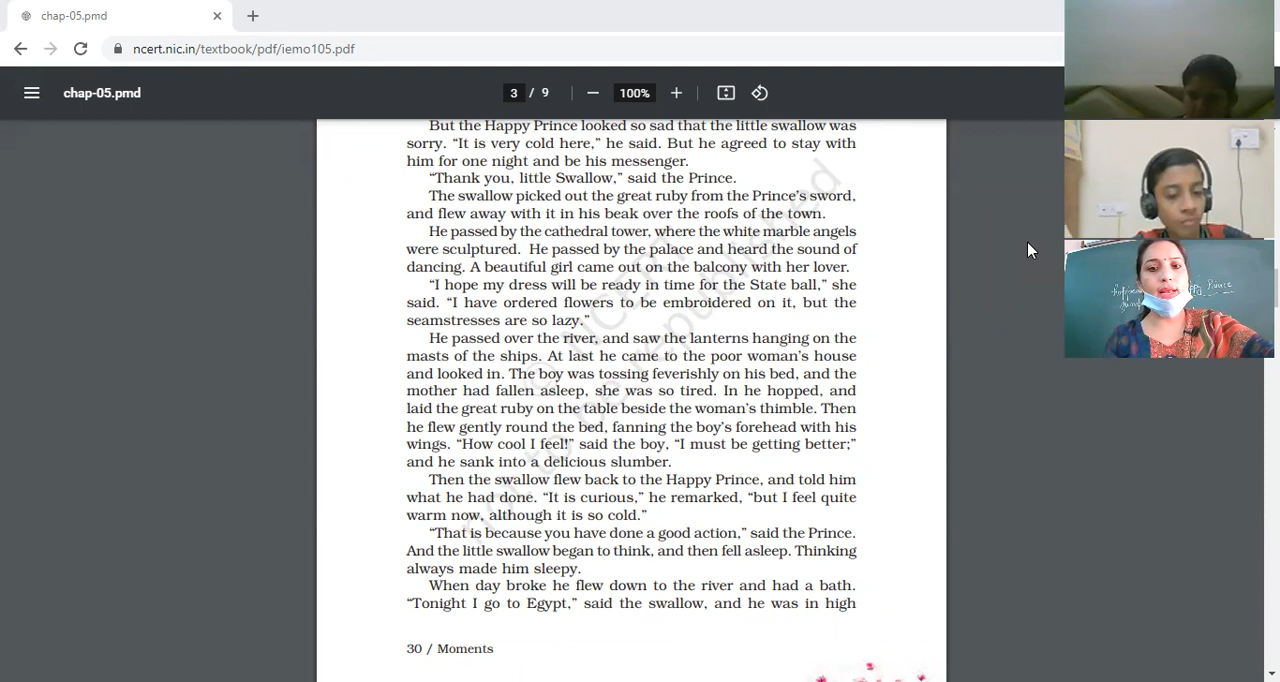 chap-05.pmd
ncert.nic.in/textbook/pdf/iemo105.pdf
chap-05.pmd
3 / 9
100%
But the Happy Prince looked so sad that the little swallow was
sorry. “It is very cold here,” he said. But he agreed to stay with
him for one night and be his messenger.
“Thank you, little Swallow,” said the Prince.
The swallow picked out the great ruby from the Prince’s sword,
and flew away with it in his beak over the roofs of the town.
He passed by the cathedral tower, where the white marble angels
were sculptured. He passed by the palace and heard the sound of
dancing. A beautiful girl came out on the balcony with her lover.
“I hope my dress will be ready in time for the State ball,” she
said. “I have ordered flowers to be embroidered on it, but the
seamstresses are so lazy.”
He passed over the river, and saw the lanterns hanging on the
masts of the ships. At last he came to the poor woman’s house
and looked in. The boy was tossing feverishly on his bed, and the
mother had fallen asleep, she was so tired. In he hopped, and
laid the great ruby on the table beside the woman’s thimble. Then
he flew gently round the bed, fanning the boy’s forehead with his
wings. “How cool I feel!” said the boy, “I must be getting better;”
and he sank into a delicious slumber.
Then the swallow flew back to the Happy Prince, and told him
what he had done. “It is curious,” he remarked, “but I feel quite
warm now, although it is so cold.”
“That is because you have done a good action,” said the Prince.
And the little swallow began to think, and then fell asleep. Thinking
always made him sleepy.
When day broke he flew down to the river and had a bath.
“Tonight I go to Egypt,” said the swallow, and he was in high
30 / Moments
© NCERT
not to be republished
Prince